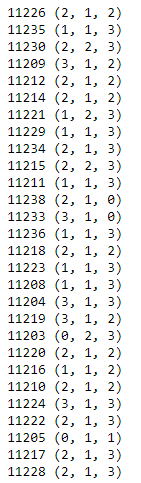 11226 (2, 1, 2)
11235 (1, 1, 3)
11230 (2, 2, 3)
11209 (3, 1, 2)
11212 (2, 1, 2)
11214 (2, 1, 2)
11221 (1, 2, 3)
11229 (1, 1, 3)
11234 (2, 1, 3)
11215 (2, 2, 3)
11211 (1, 1, 3)
11238 (2, 1, 0)
11233 (3, 1, 0)
11236 (1, 1, 3)
11218 (2, 1, 2)
11223 (1, 1, 3)
11208 (1, 1, 3)
11204 (3, 1, 3)
11219 (3, 1, 2)
11203 (0, 2, 3)
11220 (2, 1, 2)
11216 (1, 1, 2)
11210 (2, 1, 2)
11224 (3, 1, 3)
11222 (2, 1, 3)
11205 (0, 1, 1)
11217 (2, 1, 3)
11228 (2, 1, 3)